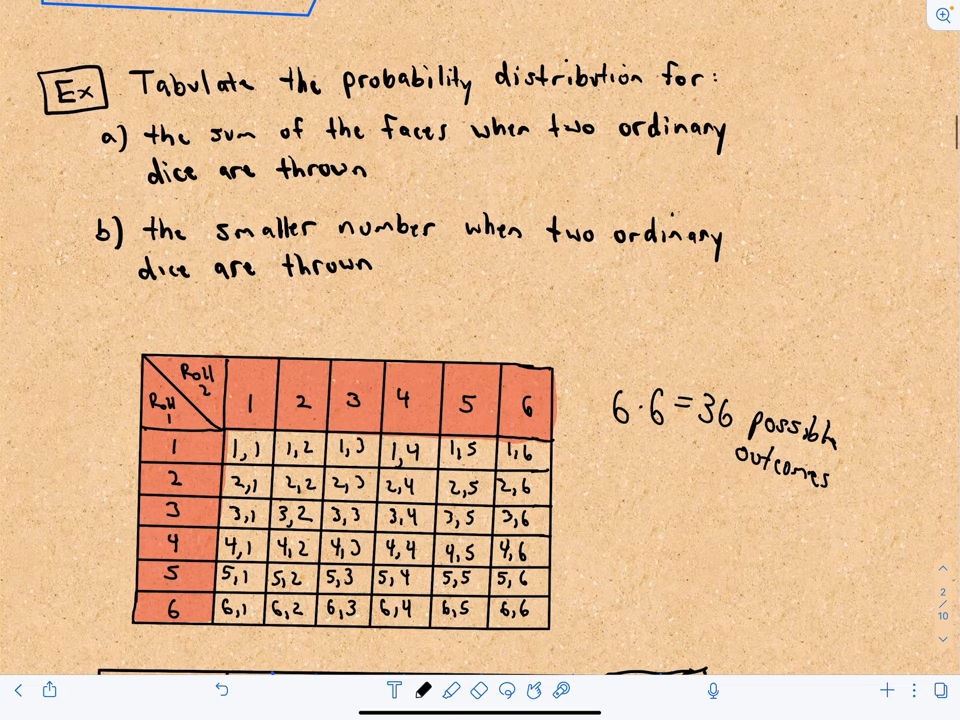 Ex Tabulate the probability distribution for:
a) the sum of the faces when two ordinary
dice are thrown
b) the smaller number when two ordinary
dice are thrown
Roll 2
Roll 1
1 2 3 4 5 6
1 1,1 1,2 1,3 1,4 1,5 1,6
2 2,1 2,2 2,3 2,4 2,5 2,6
3 3,1 3,2 3,3 3,4 3,5 3,6
4 4,1 4,2 4,3 4,4 4,5 4,6
5 5,1 5,2 5,3 5,4 5,5 5,6
6 6,1 6,2 6,3 6,4 6,5 6,6
6·6=36 possible
outcomes
2
/
10
T